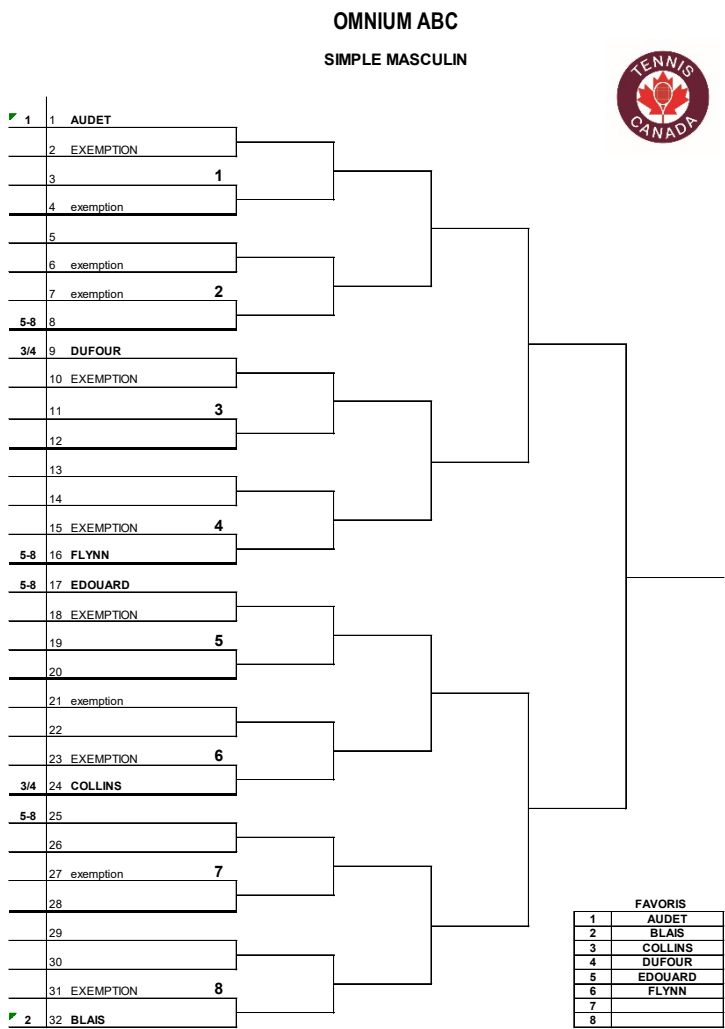 OMNIUM ABC
SIMPLE MASCULIN
TENNIS CANADA
1 1 AUDET
2 EXEMPTION
3 1
4 exemption
5
6 exemption
7 exemption 2
5-8 8
3/4 9 DUFOUR
10 EXEMPTION
11 3
12
13
14
15 EXEMPTION 4
5-8 16 FLYNN
5-8 17 EDOUARD
18 EXEMPTION
19 5
20
21 exemption
22
23 EXEMPTION 6
3/4 24 COLLINS
5-8 25
26
27 exemption 7
28
29
30
31 EXEMPTION 8
2 32 BLAIS
FAVORIS
1 AUDET
2 BLAIS
3 COLLINS
4 DUFOUR
5 EDOUARD
6 FLYNN
7
8